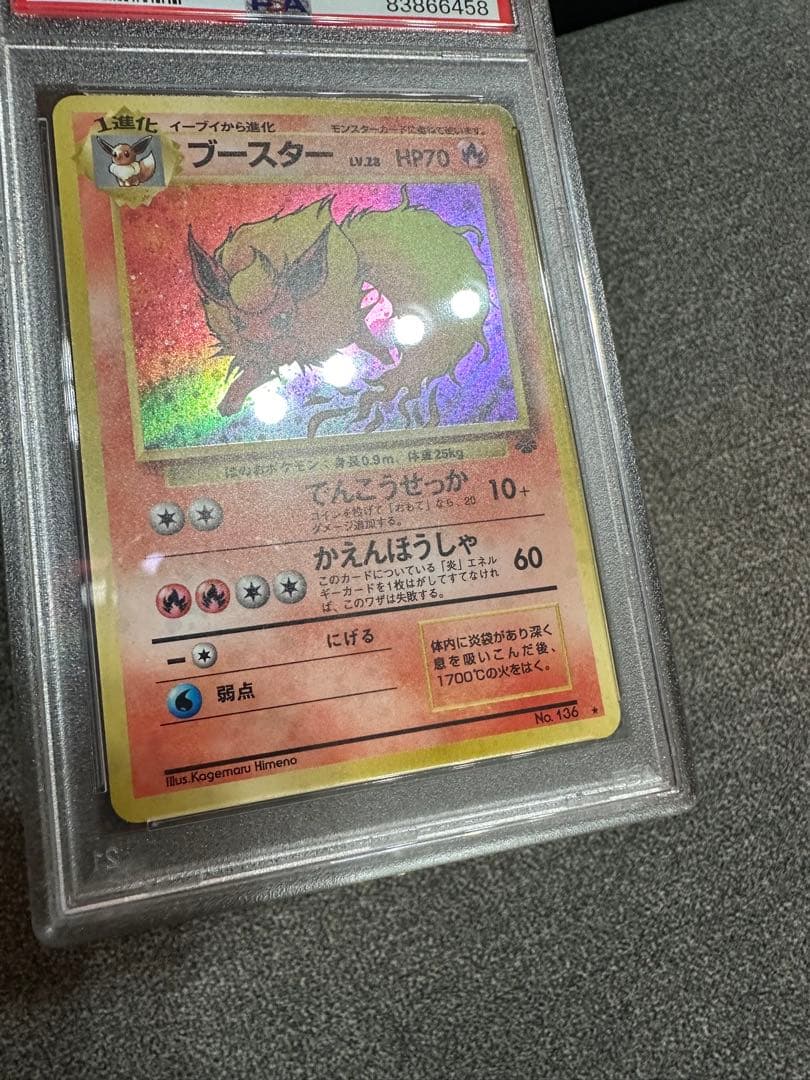 PSA
83866458
1進化 イーブイから進化 モンスターカードに重ねて使います。
ブースター LV.28 HP70
ほのおポケモン 身長0.9m 体重25kg
でんこうせっか 10+
コインを投げて「おもて」なら、20
ダメージ追加する。
かえんほうしゃ 60
このカードについている「炎」エネル
ギーカードを1枚はがしてすてなけれ
ば、このワザは失敗する。
にげる
弱点
体内に炎袋があり深く
息を吸いこんだ後、
1700℃の火をはく。
No. 136 ★
Illus. Kagemaru Himeno